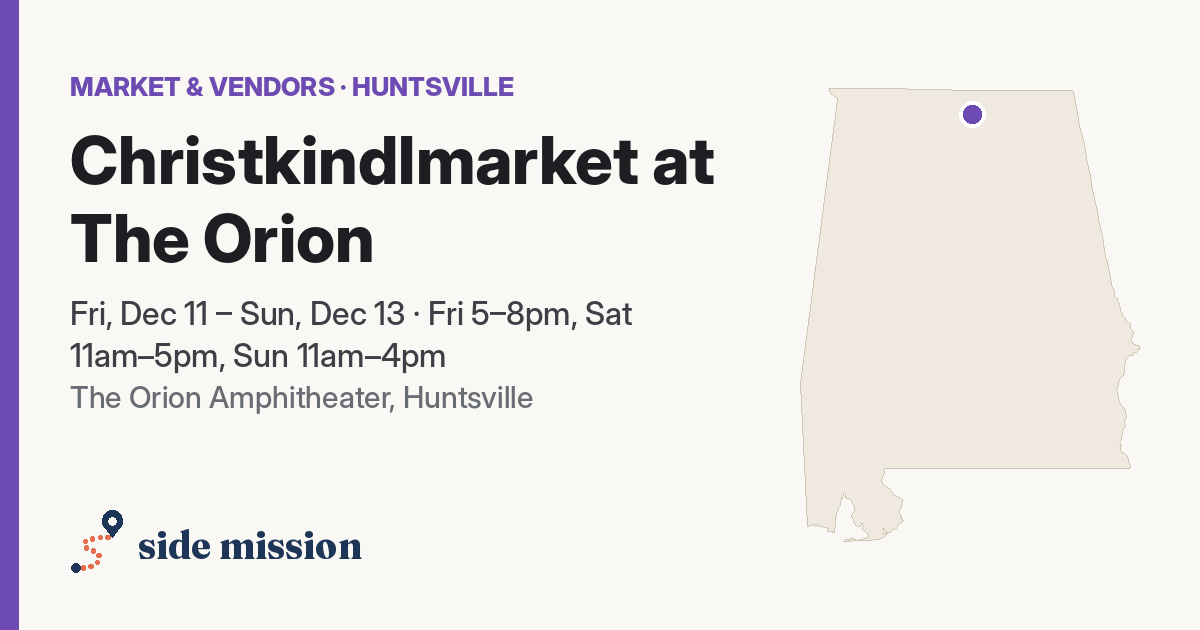 MARKET & VENDORS · HUNTSVILLE
Christkindlmarket at
The Orion
Fri, Dec 11 – Sun, Dec 13 · Fri 5–8pm, Sat
11am–5pm, Sun 11am–4pm
The Orion Amphitheater, Huntsville
side mission